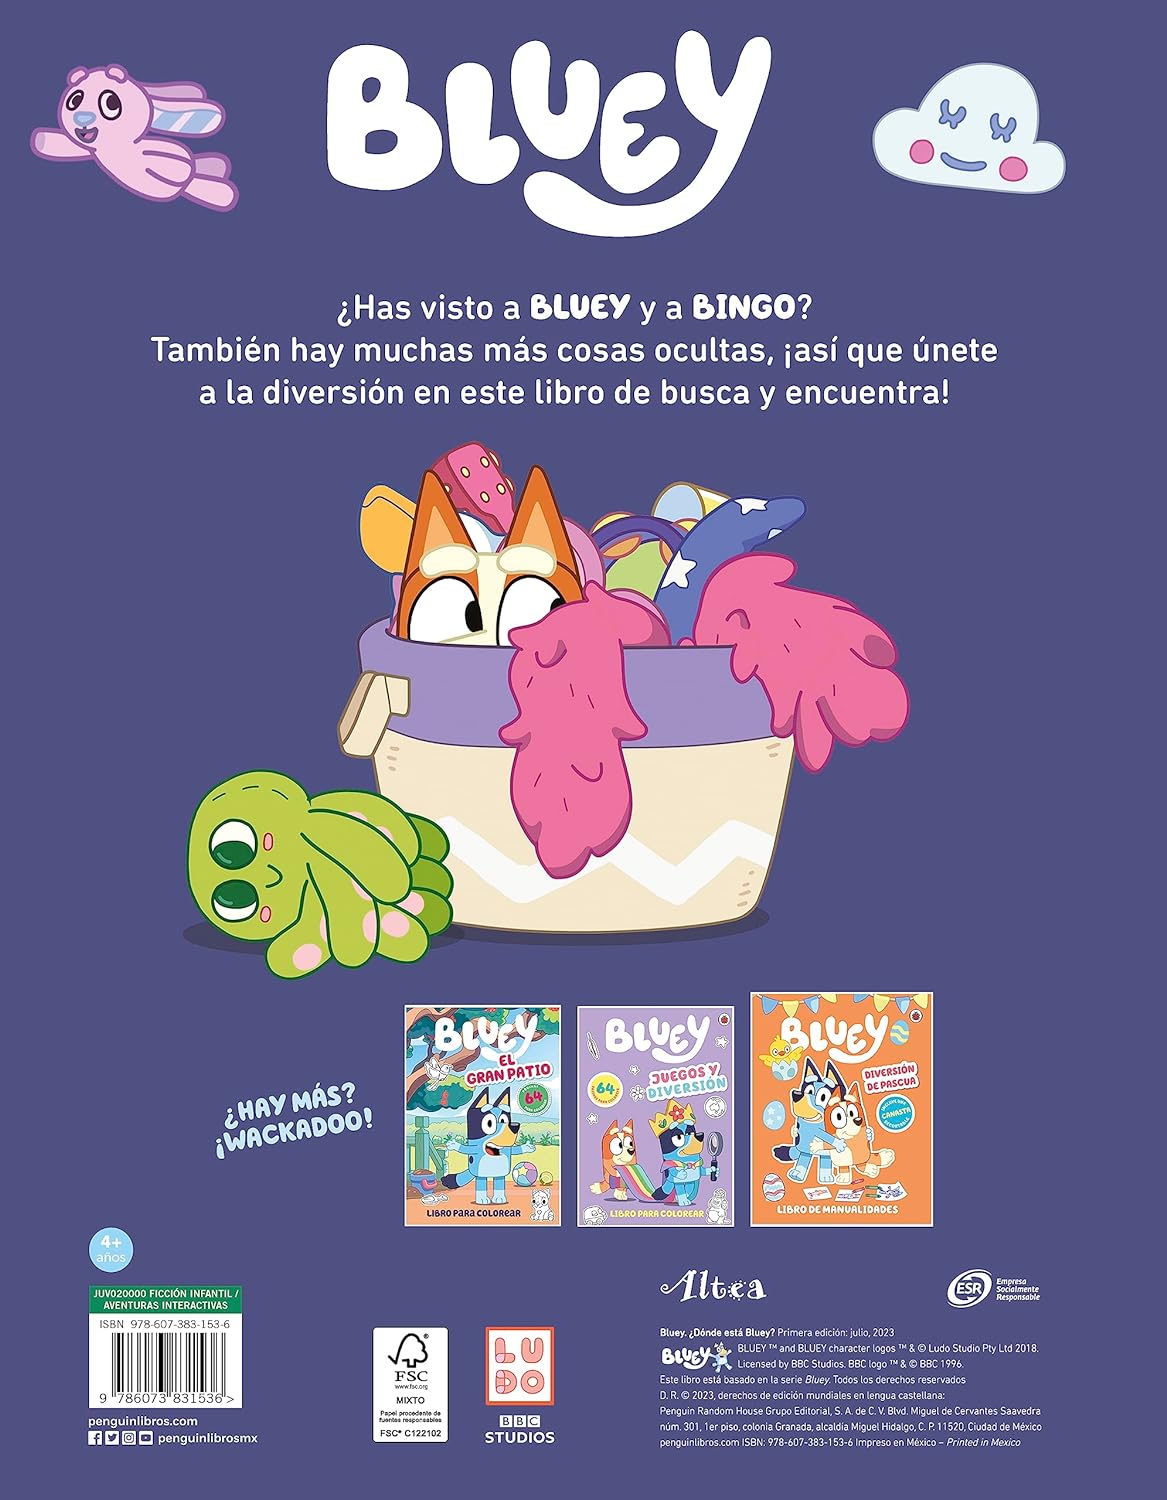 BLUEY
¿Has visto a BLUEY y a BINGO?
También hay muchas más cosas ocultas, ¡así que únete
a la diversión en este libro de busca y encuentra!
¿HAY MÁS?
¡WACKADOO!
BLUEY
EL
GRAN PATIO
64
LIBRO PARA COLOREAR
BLUEY
64
JUEGOS Y
DIVERSIÓN
LIBRO PARA COLOREAR
BLUEY
DIVERSIÓN
DE PASCUA
INCLUYE UNA
CANASTA
RECORTABLE
LIBRO DE MANUALIDADES
4+
años
JUV020000 FICCIÓN INFANTIL /
AVENTURAS INTERACTIVAS
ISBN 978-607-383-153-6
9 786073 831536 >
penguinlibros.com
penguinlibrosmx
FSC
www.fsc.org
MIXTO
Papel procedente de
fuentes responsables
FSC® C122102
LUDO
BBC
STUDIOS
Altea
ESR
Empresa
Socialmente
Responsable
Bluey. ¿Dónde está Bluey? Primera edición: julio, 2023
BLUEY
BLUEY ™ and BLUEY character logos ™ & © Ludo Studio Pty Ltd 2018.
Licensed by BBC Studios. BBC logo ™ & © BBC 1996.
Este libro está basado en la serie Bluey. Todos los derechos reservados
D. R. © 2023, derechos de edición mundiales en lengua castellana:
Penguin Random House Grupo Editorial, S. A. de C. V. Blvd. Miguel de Cervantes Saavedra
núm. 301, 1er piso, colonia Granada, alcaldía Miguel Hidalgo, C. P. 11520, Ciudad de México
penguinlibros.com ISBN: 978-607-383-153-6 Impreso en México – Printed in Mexico